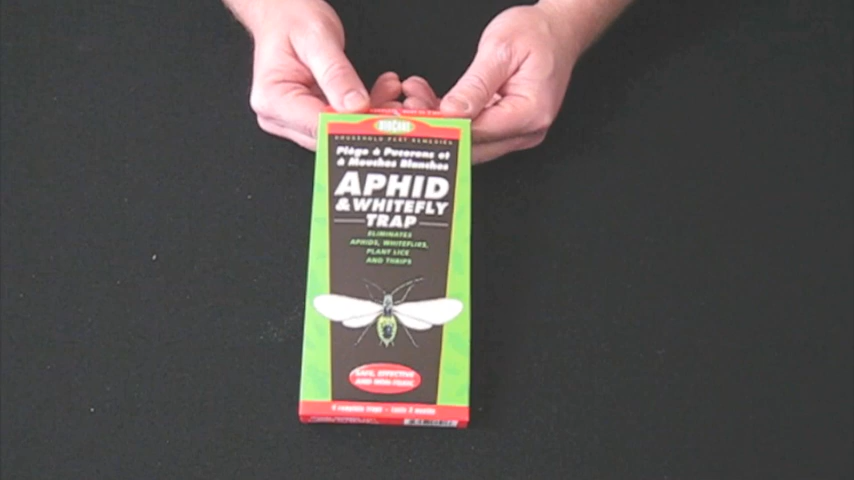 BIOCARE
HOUSEHOLD PEST REMEDIES
Piège à Pucerons et
à Mouches Blanches
APHID
& WHITEFLY
TRAP
ELIMINATES
APHIDS, WHITEFLIES,
PLANT LICE
AND THRIPS
SAFE, EFFECTIVE
AND NON-TOXIC